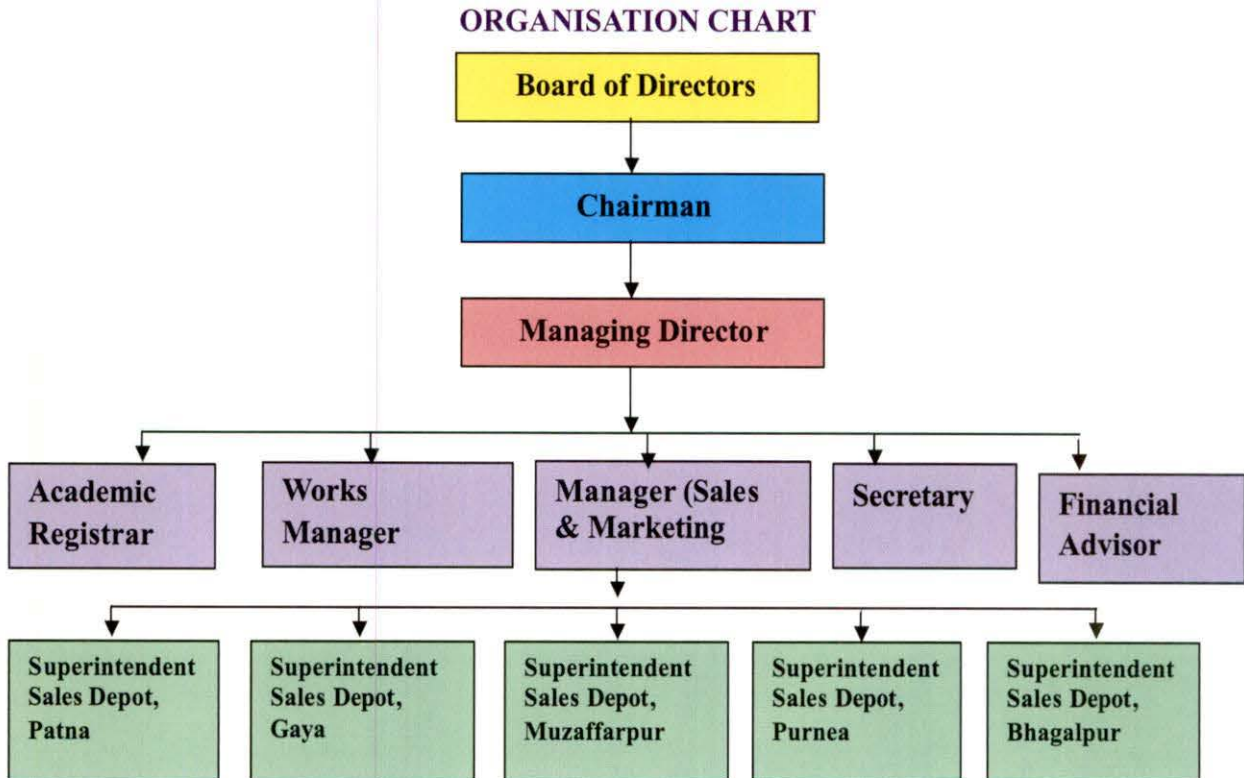 ORGANISATION CHART
Board of Directors
Chairman
Managing Director
Academic
Registrar
Works
Manager
Manager (Sales
& Marketing
Secretary
Financial
Advisor
Superintendent
Sales Depot,
Patna
Superintendent
Sales Depot,
Gaya
Superintendent
Sales Depot,
Muzaffarpur
Superintendent
Sales Depot,
Purnea
Superintendent
Sales Depot,
Bhagalpur